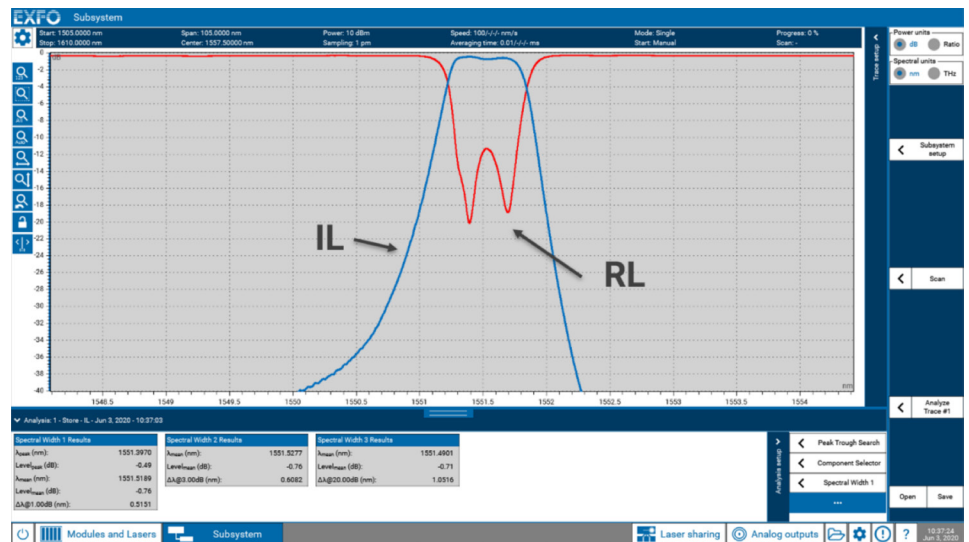 EXFO Subsystem
Start: 1505.0000 nm Span: 105.0000 nm Power: 10 dBm Speed: 100/-/-/- nm/s Mode: Single Progress: 0 %
Stop: 1610.0000 nm Center: 1557.50000 nm Sampling: 1 pm Averaging time: 0.01/-/-/- ms Start: Manual Scan: -
Trace setup
Power units
dB Ratio
Spectral units
nm THz
Subsystem setup
Scan
Analyze Trace #1
Open Save
0 dB
-2
-4
-6
-8
-10
-12
-14
-16
-18
-20
-22
-24
-26
-28
-30
-32
-34
-36
-38
-40
IL
RL
nm
1548.5 1549 1549.5 1550 1550.5 1551 1551.5 1552 1552.5 1553 1553.5 1554
Analysis: 1 - Store - IL - Jun 3, 2020 - 10:37:03
Spectral Width 1 Results
λpeak (nm): 1551.3970
Levelpeak (dB): -0.49
λmean (nm): 1551.5189
Levelmean (dB): -0.76
Δλ@1.00dB (nm): 0.5151
Spectral Width 2 Results
λmean (nm): 1551.5277
Levelmean (dB): -0.76
Δλ@3.00dB (nm): 0.6082
Spectral Width 3 Results
λmean (nm): 1551.4901
Levelmean (dB): -0.71
Δλ@20.00dB (nm): 1.0516
Analysis setup
Peak Trough Search
Component Selector
Spectral Width 1
...
Modules and Lasers Subsystem Laser sharing Analog outputs ? 10:37:24
Jun 3, 2020